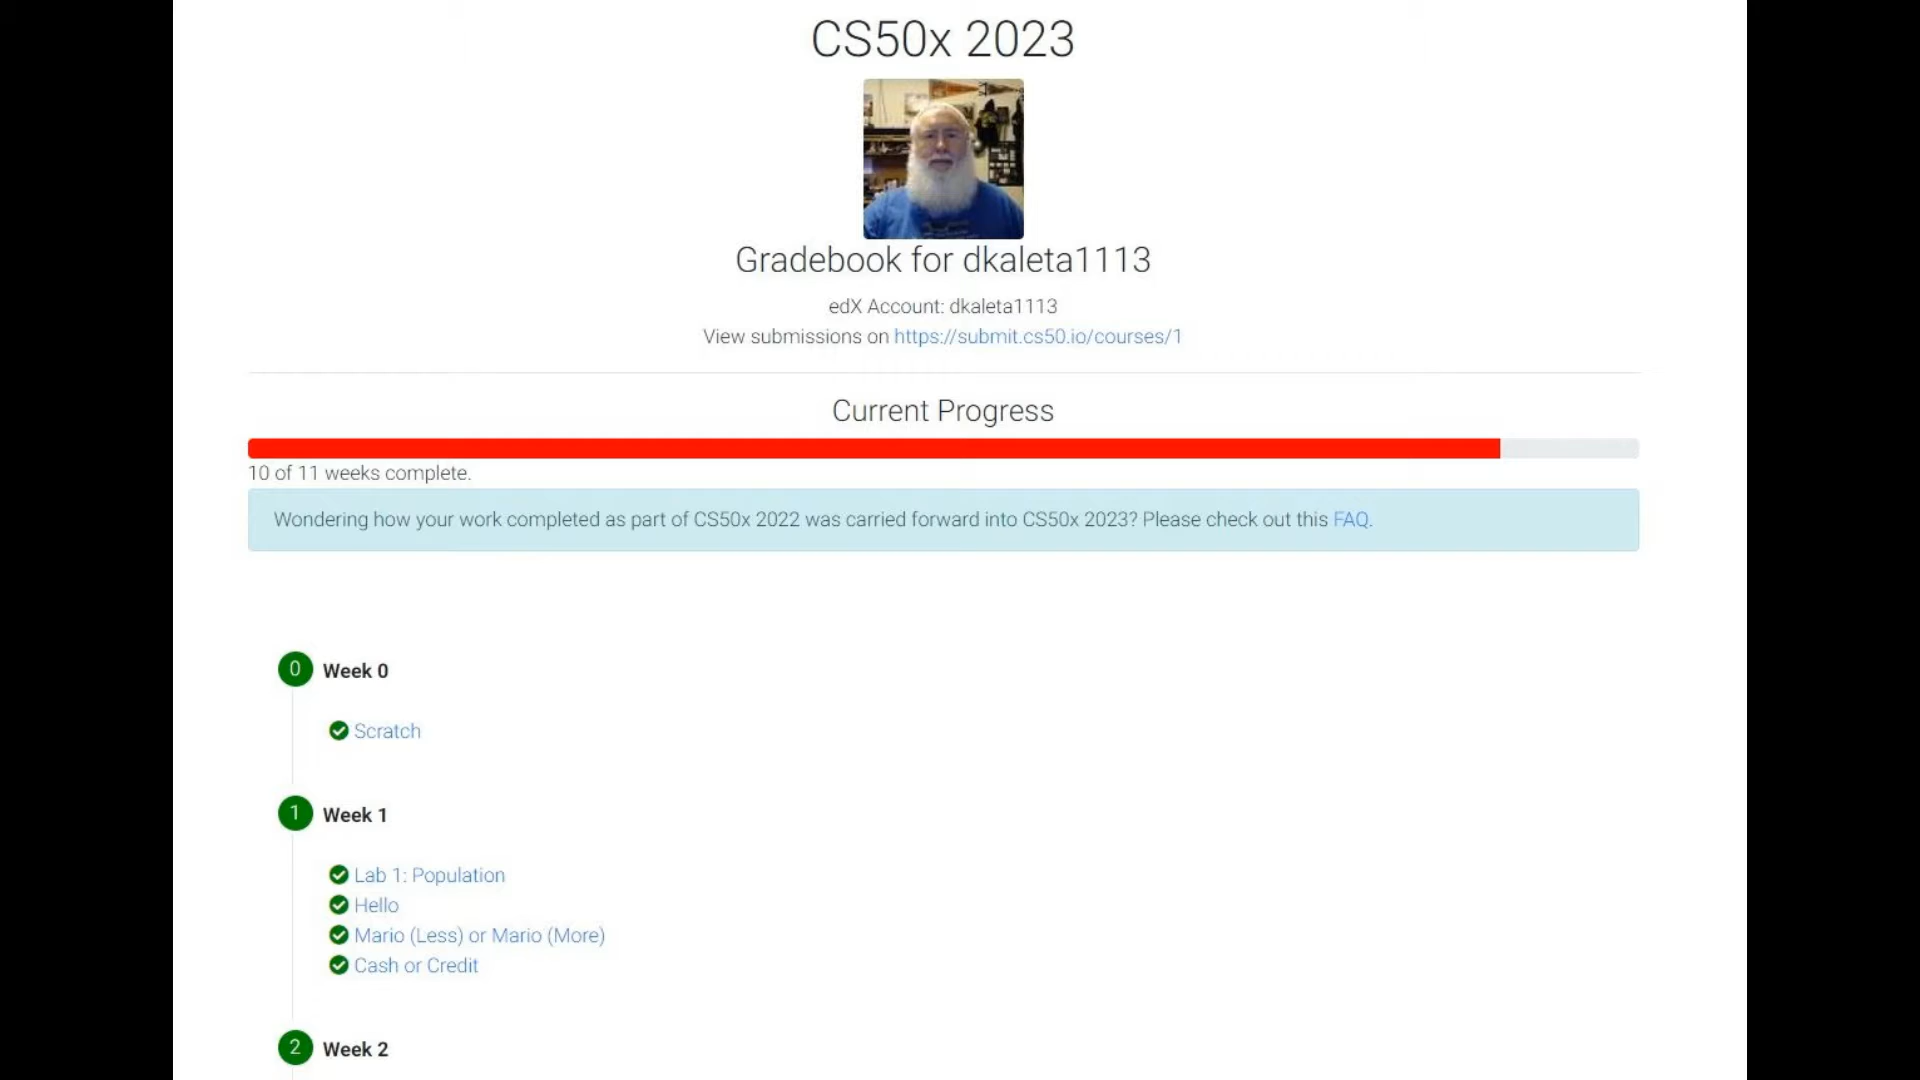 CS50x 2023
Gradebook for dkaleta1113
edX Account: dkaleta1113
View submissions on https://submit.cs50.io/courses/1
Current Progress
10 of 11 weeks complete.
Wondering how your work completed as part of CS50x 2022 was carried forward into CS50x 2023? Please check out this FAQ.
0 Week 0
Scratch
1 Week 1
Lab 1: Population
Hello
Mario (Less) or Mario (More)
Cash or Credit
2 Week 2